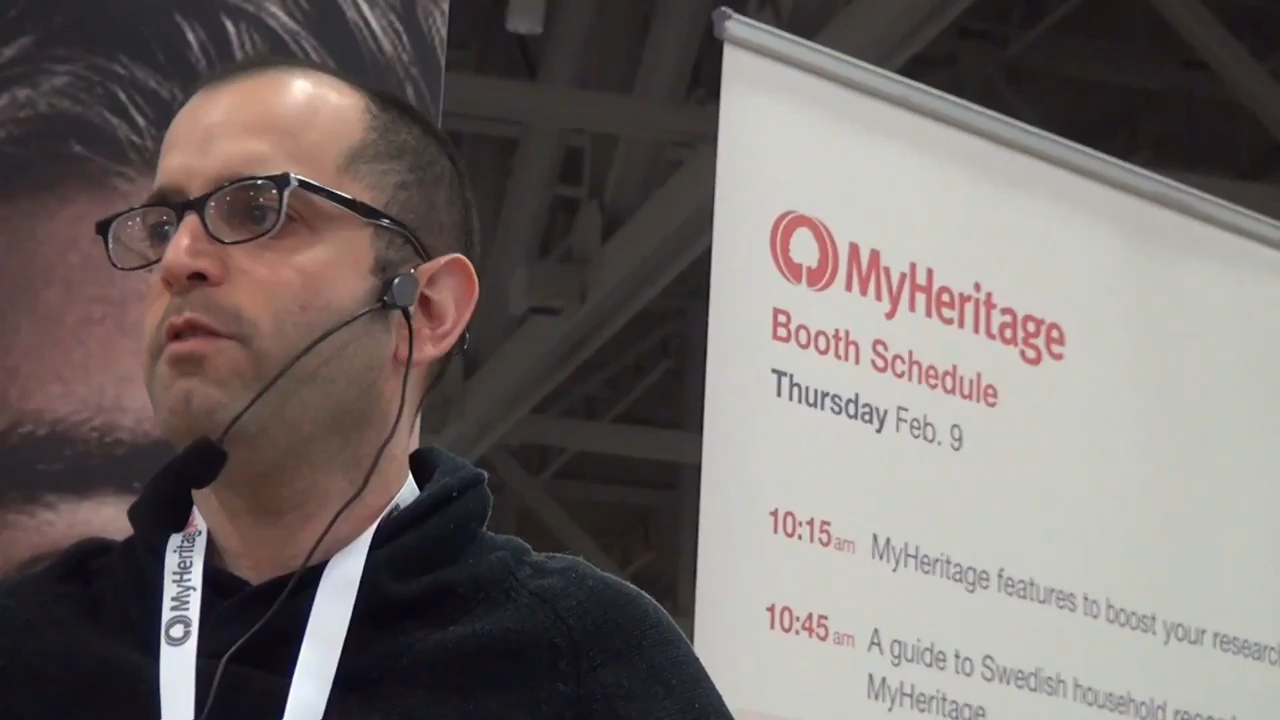 MyHeritage
MyHeritage
Booth Schedule
Thursday Feb. 9
10:15am MyHeritage features to boost your research
10:45am A guide to Swedish household
MyHeritage